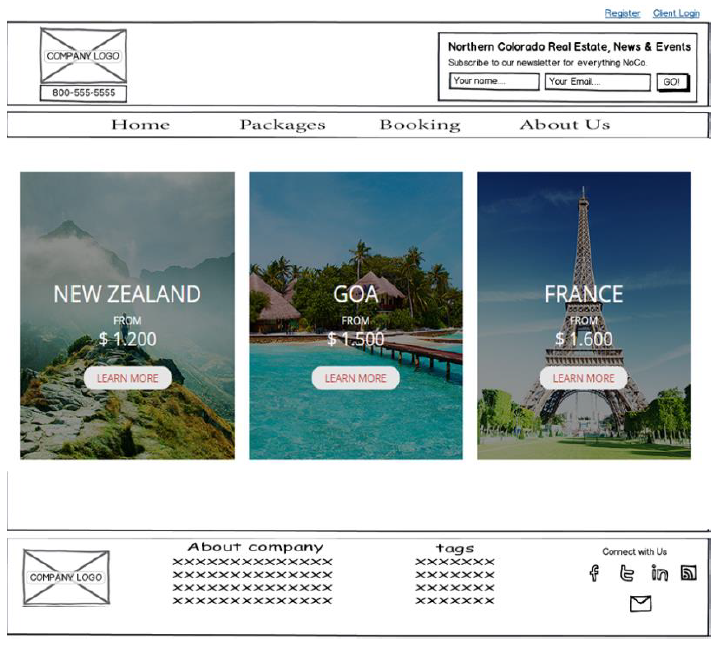 Register Client Login
COMPANY LOGO
800-555-5555
Northern Colorado Real Estate, News & Events
Subscribe to our newsletter for everything NoCo.
Your name.... Your Email.... GO!
Home Packages Booking About Us
NEW ZEALAND
FROM
$ 1.200
LEARN MORE
GOA
FROM
$ 1.500
LEARN MORE
FRANCE
FROM
$ 1.600
LEARN MORE
COMPANY LOGO
About company
XXXXXXXXXXXXXX
XXXXXXXXXXXXXX
XXXXXXXXXXXXXX
XXXXXXXXXXXXXX
tags
XXXXXXX
XXXXXXX
XXXXXXX
XXXXXXX
Connect with Us